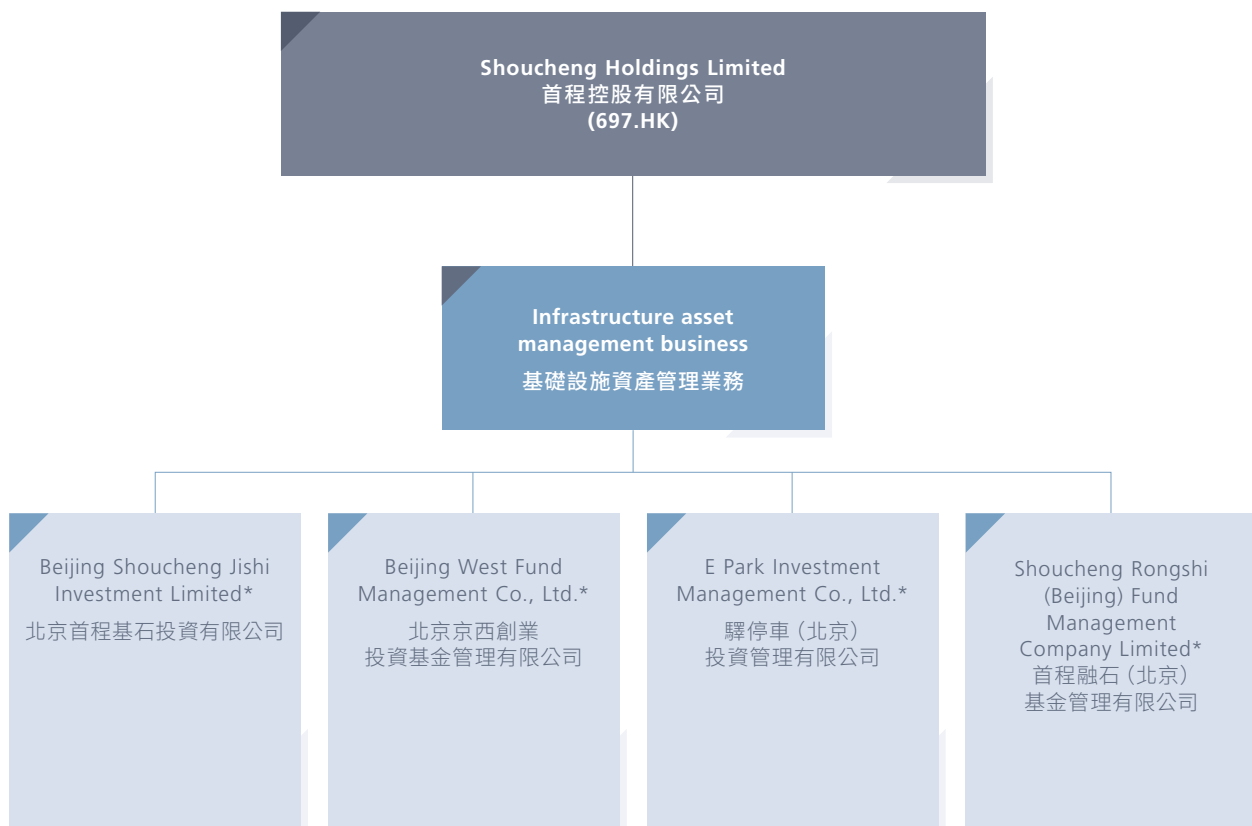 Shoucheng Holdings Limited
首程控股有限公司
(697.HK)
Infrastructure asset
management business
基礎設施資產管理業務
Beijing Shoucheng Jishi
Investment Limited*
北京首程基石投資有限公司
Beijing West Fund
Management Co., Ltd.*
北京京西創業
投資基金管理有限公司
E Park Investment
Management Co., Ltd.*
驛停車（北京）
投資管理有限公司
Shoucheng Rongshi
(Beijing) Fund
Management
Company Limited*
首程融石（北京）
基金管理有限公司